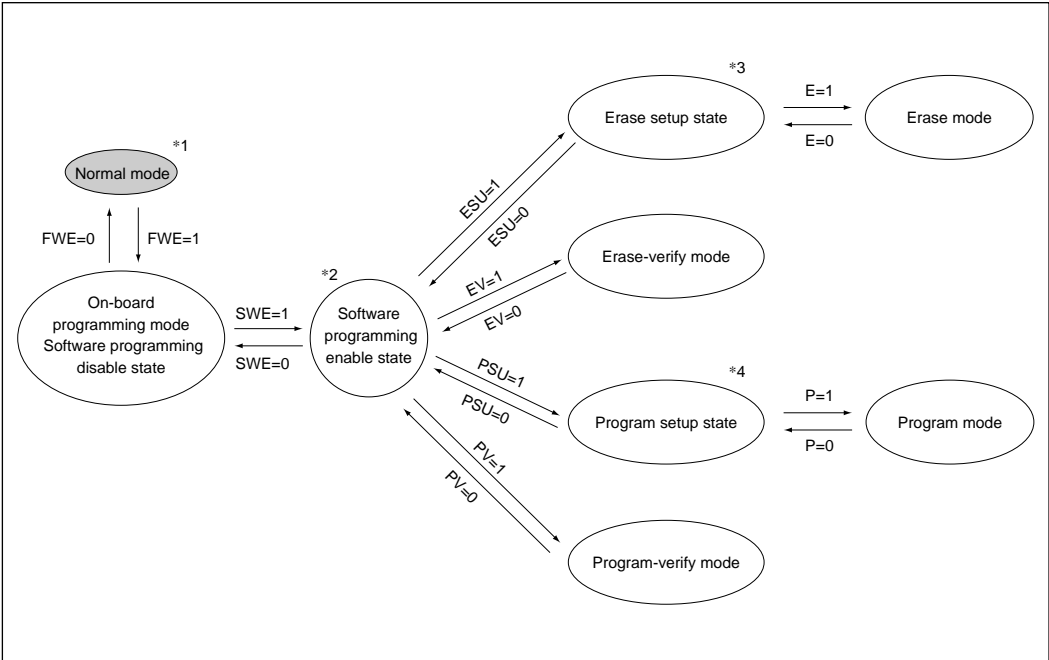 *1
Normal mode
FWE=0
FWE=1
On-board
programming mode
Software programming
disable state
SWE=1
SWE=0
*2
Software
programming
enable state
ESU=1
ESU=0
EV=1
EV=0
PSU=1
PSU=0
PV=1
PV=0
*3
Erase setup state
E=1
E=0
Erase mode
Erase-verify mode
*4
Program setup state
P=1
P=0
Program mode
Program-verify mode